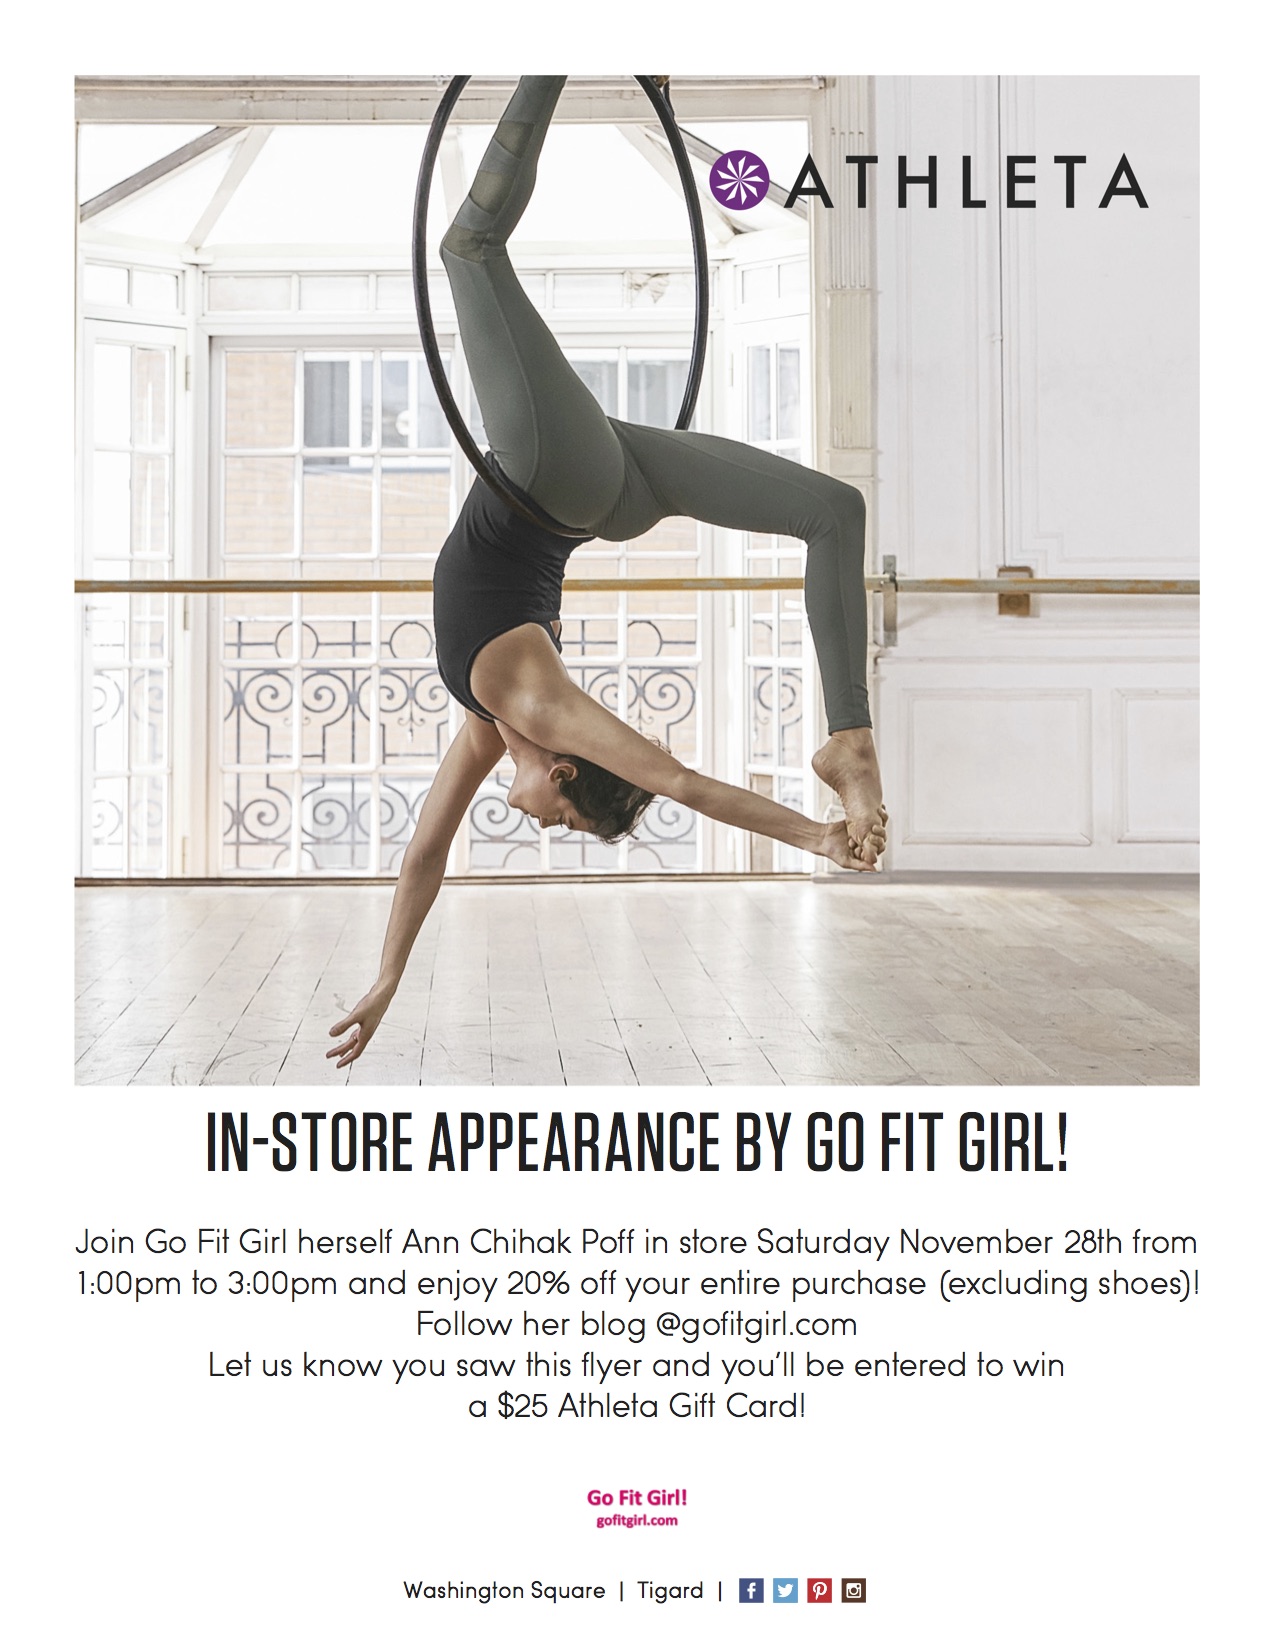 ATHLETA
IN-STORE APPEARANCE BY GO FIT GIRL!
Join Go Fit Girl herself Ann Chihak Poff in store Saturday November 28th from
1:00pm to 3:00pm and enjoy 20% off your entire purchase (excluding shoes)!
Follow her blog @gofitgirl.com
Let us know you saw this flyer and you'll be entered to win
a $25 Athleta Gift Card!
Go Fit Girl!
gofitgirl.com
Washington Square | Tigard |